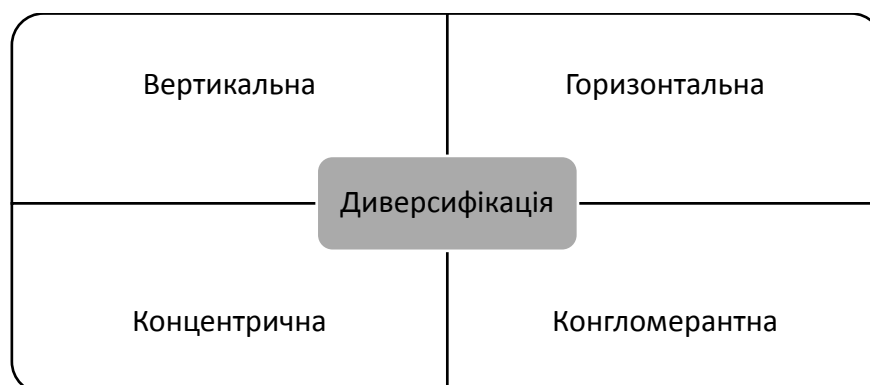 Вертикальна
Горизонтальна
Диверсифікація
Концентрична
Конгломерантна